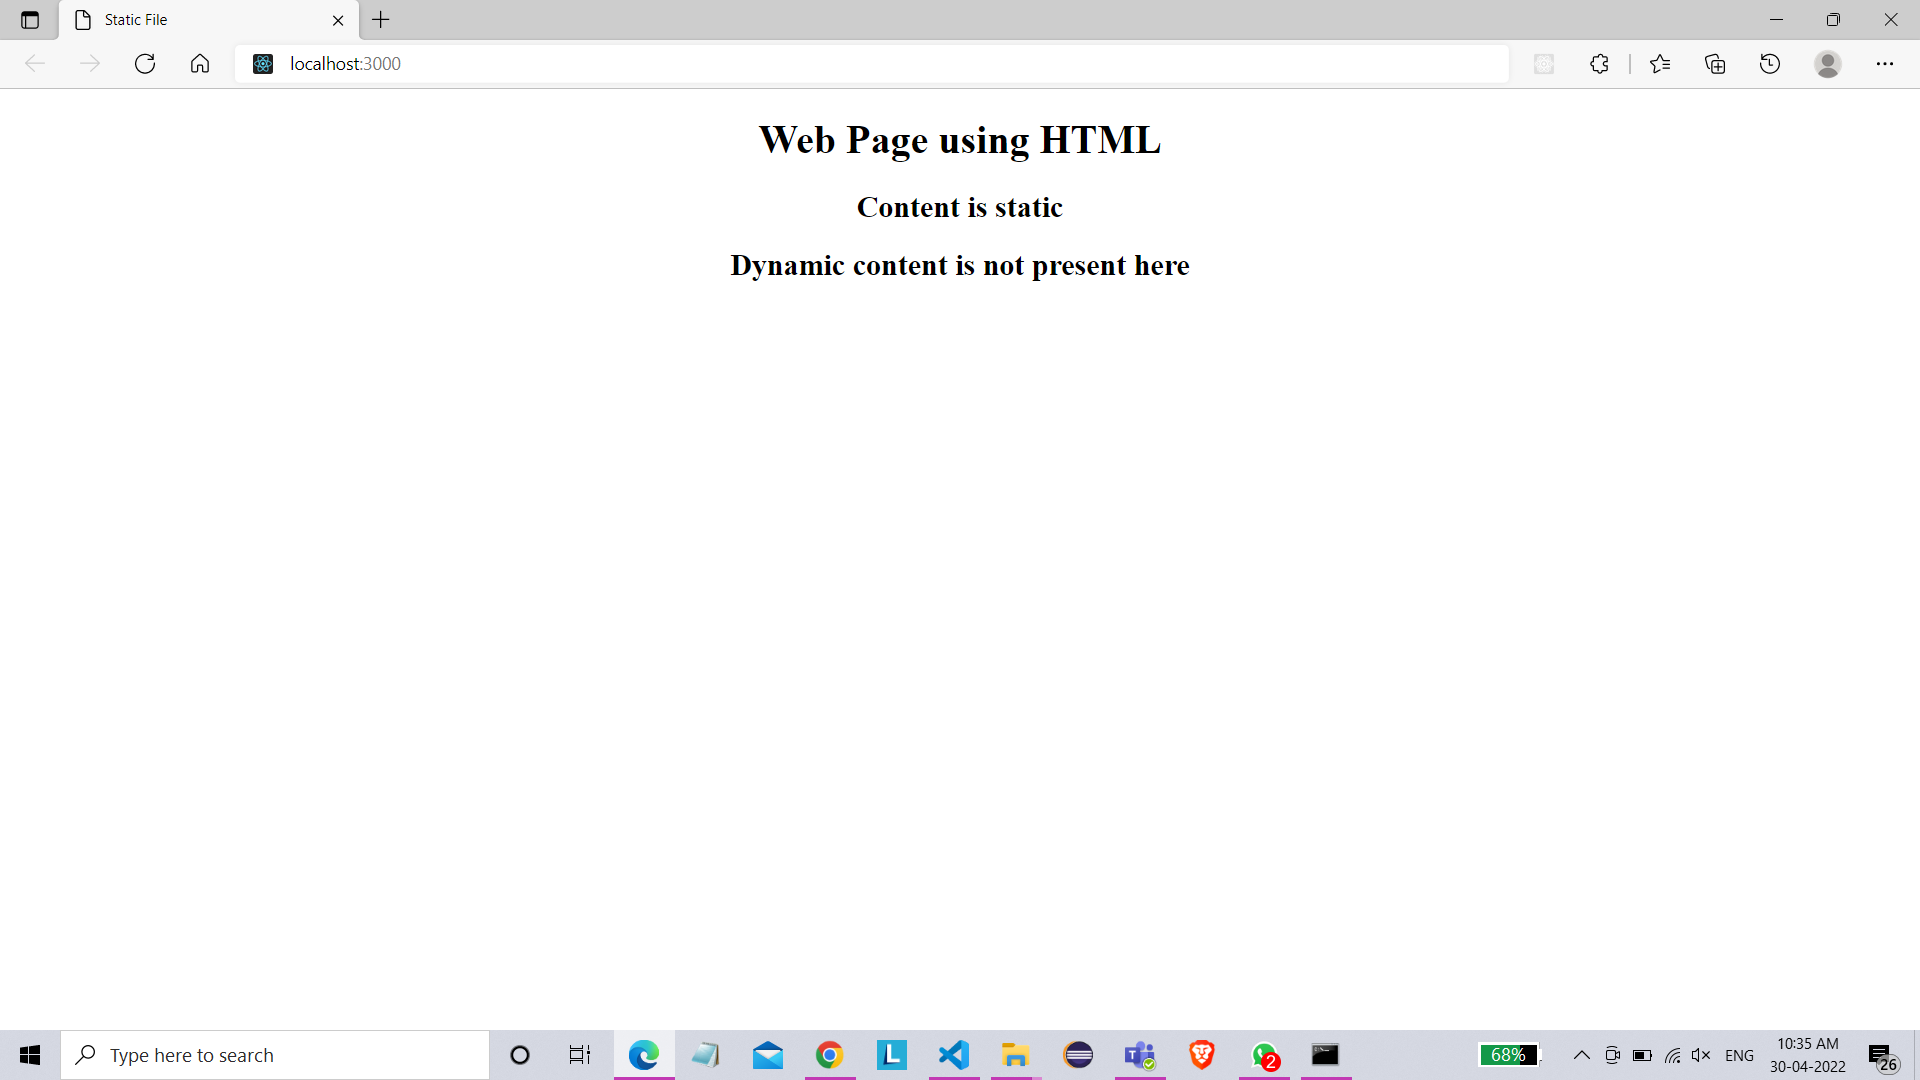 Static File
localhost:3000
Web Page using HTML
Content is static
Dynamic content is not present here
Type here to search
L
T
2
68%
ENG
10:35 AM
30-04-2022
26